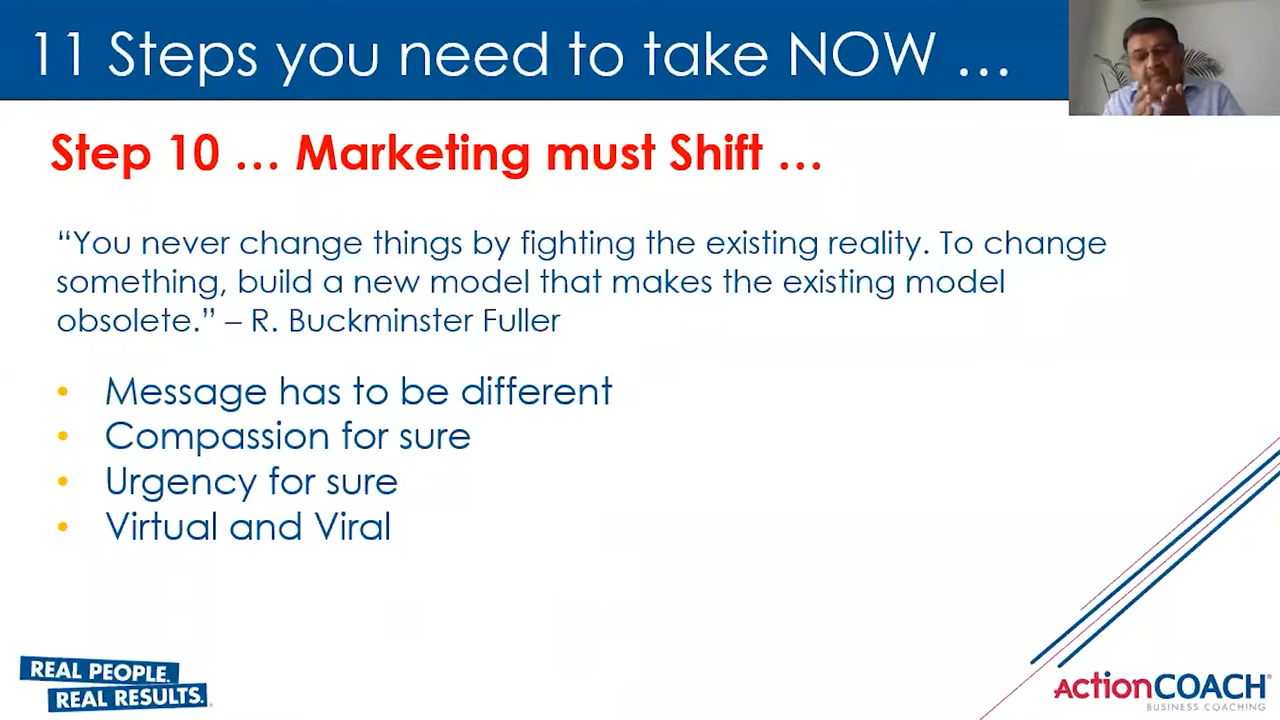 11 Steps you need to take NOW …
Step 10 … Marketing must Shift …
“You never change things by fighting the existing reality. To change
something, build a new model that makes the existing model
obsolete.” – R. Buckminster Fuller
• Message has to be different
• Compassion for sure
• Urgency for sure
• Virtual and Viral
REAL PEOPLE.
REAL RESULTS.
ActionCOACH®
BUSINESS COACHING